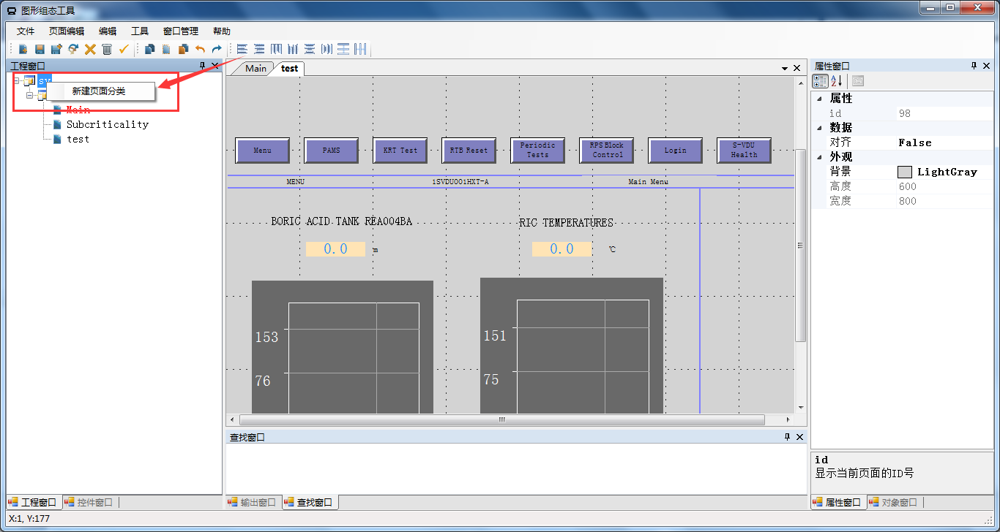 图形组态工具
文件 页面编辑 编辑 工具 窗口管理 帮助
工程窗口
新建页面分类
Main
Subcriticality
test
Main test
Menu
PAMS
KRT Test
RTB Reset
Periodic
Tests
RPS Block
Control
Login
S-VDU
Health
MENU 1SVDU001HXT-A Main Menu
BORIC ACID TANK REA004BA
RIC TEMPERATURES
0.0 m
0.0 ℃
153
76
151
75
查找窗口
属性窗口
属性
id 98
数据
对齐 False
外观
背景 LightGray
高度 600
宽度 800
id
显示当前页面的ID号
工程窗口 控件窗口
输出窗口 查找窗口
属性窗口 对象窗口
X:1, Y:177